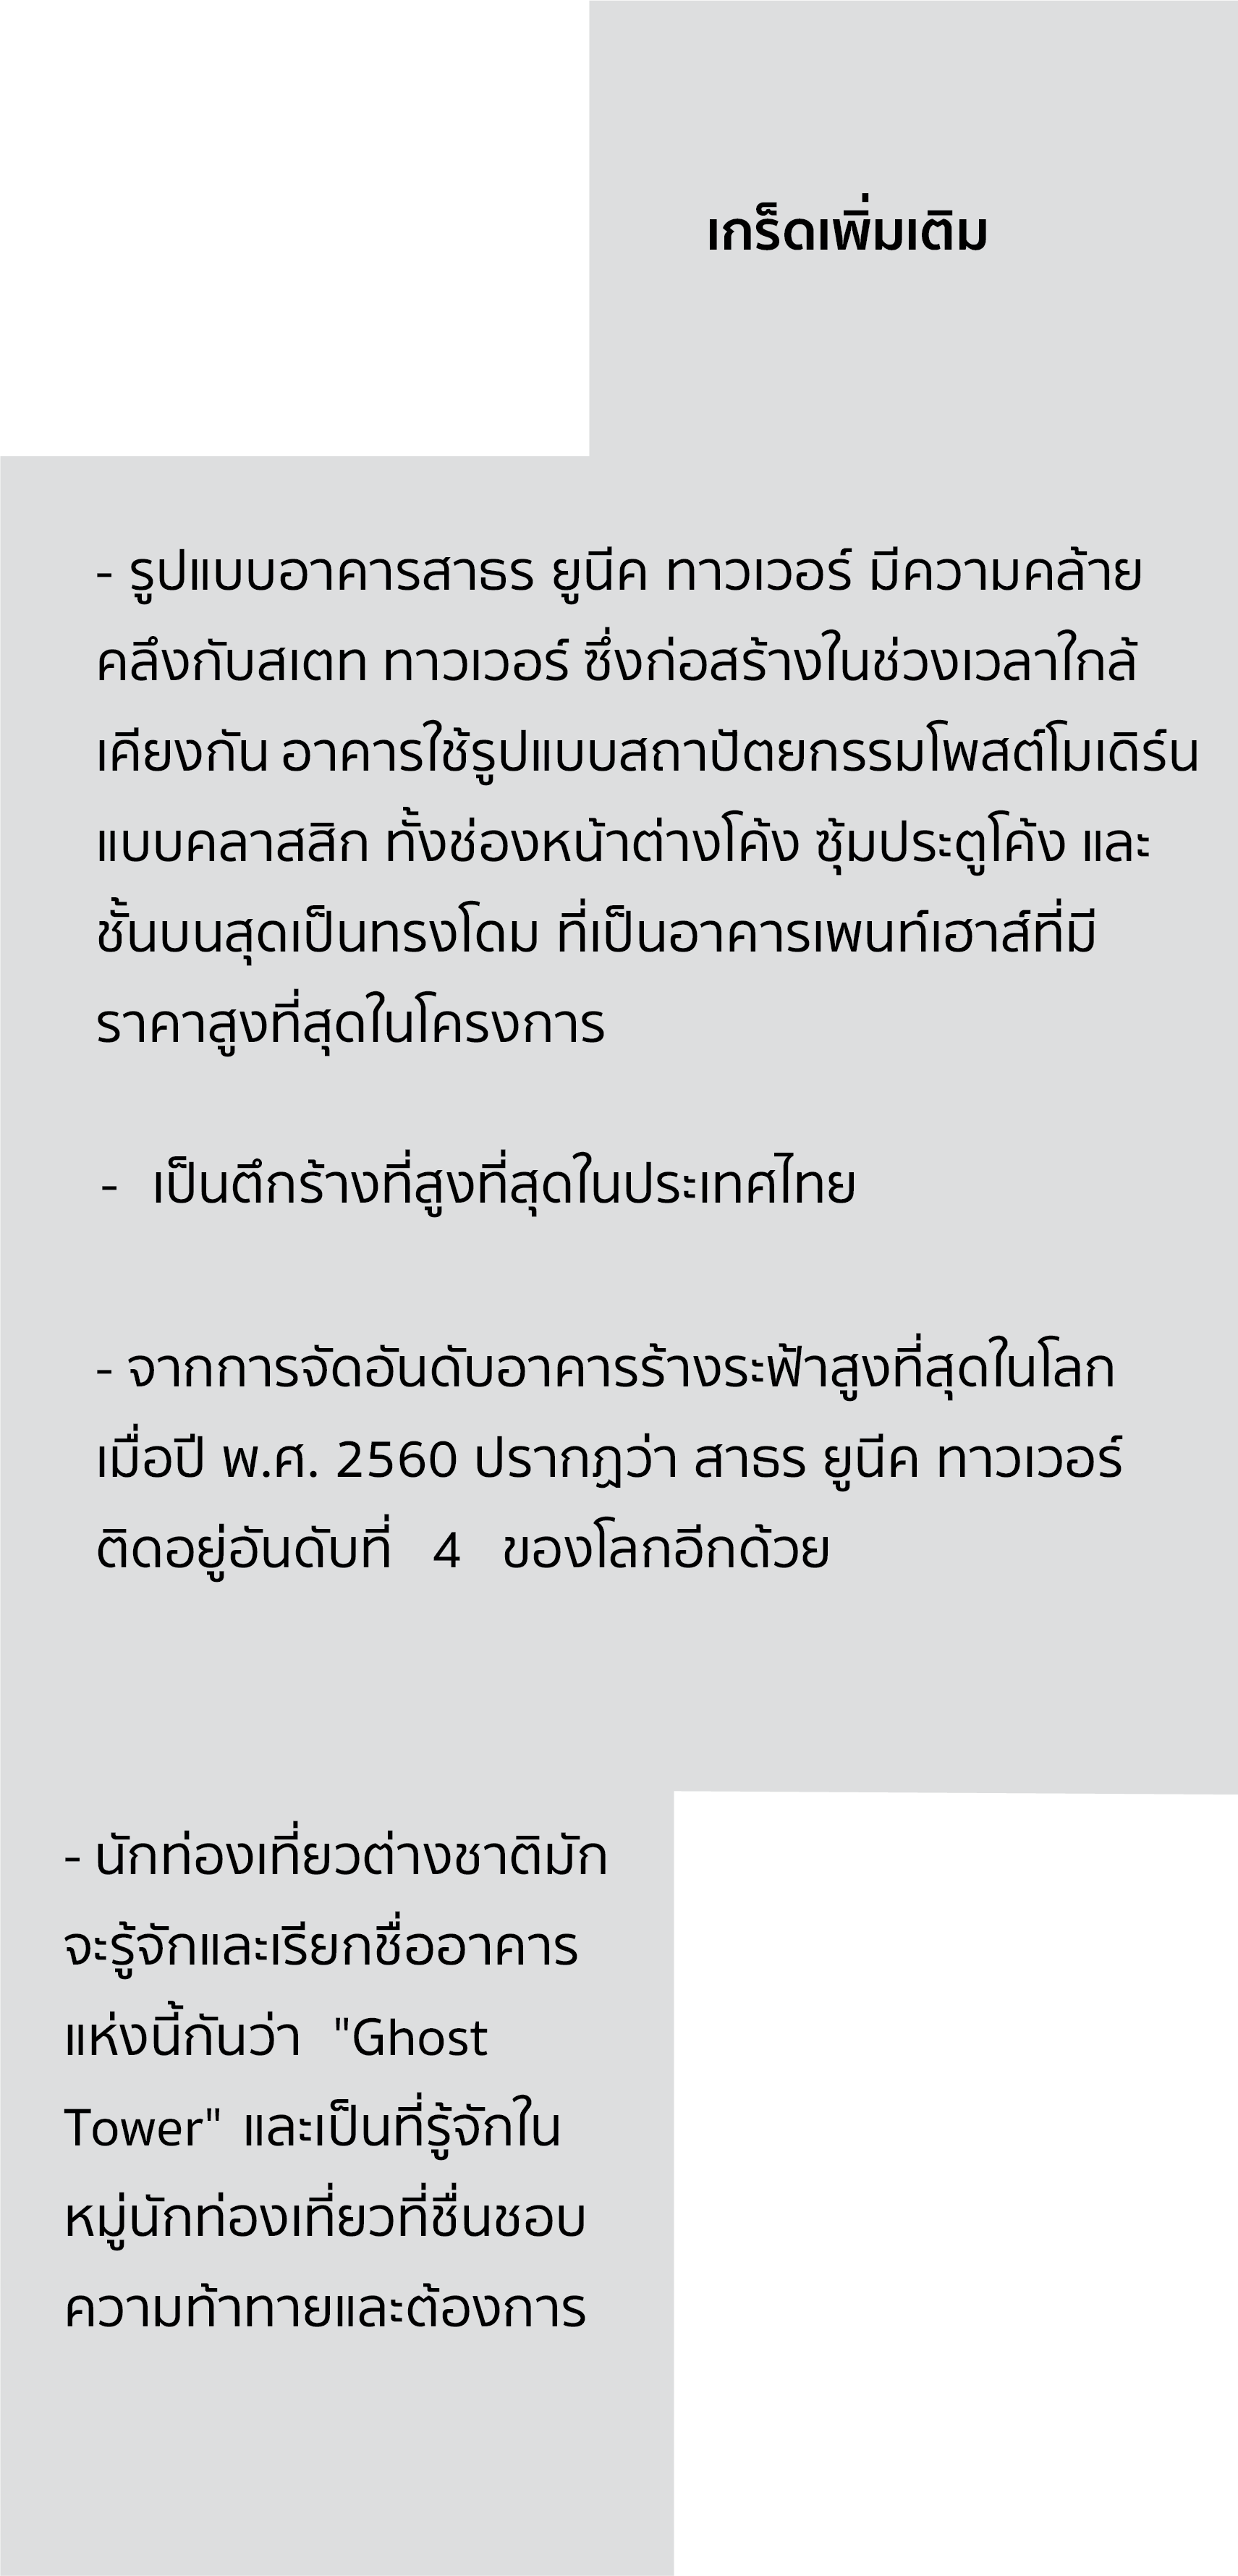 เกร็ดเพิ่มเติม
- รูปแบบอาคารสาธร ยูนีค ทาวเวอร์ มีความคล้าย
คลึงกับสเตท ทาวเวอร์ ซึ่งก่อสร้างในช่วงเวลาใกล้
เคียงกัน อาคารใช้รูปแบบสถาปัตยกรรมโพสต์โมเดิร์น
แบบคลาสสิก ทั้งช่องหน้าต่างโค้ง ซุ้มประตูโค้ง และ
ชั้นบนสุดเป็นทรงโดม ที่เป็นอาคารเพนท์เฮาส์ที่มี
ราคาสูงที่สุดในโครงการ
- เป็นตึกร้างที่สูงที่สุดในประเทศไทย
- จากการจัดอันดับอาคารร้างระฟ้าสูงที่สุดในโลก
เมื่อปี พ.ศ. 2560 ปรากฏว่า สาธร ยูนีค ทาวเวอร์
ติดอยู่อันดับที่ 4 ของโลกอีกด้วย
- นักท่องเที่ยวต่างชาติมัก
จะรู้จักและเรียกชื่ออาคาร
แห่งนี้กันว่า "Ghost
Tower" และเป็นที่รู้จักใน
หมู่นักท่องเที่ยวที่ชื่นชอบ
ความท้าทายและต้องการ